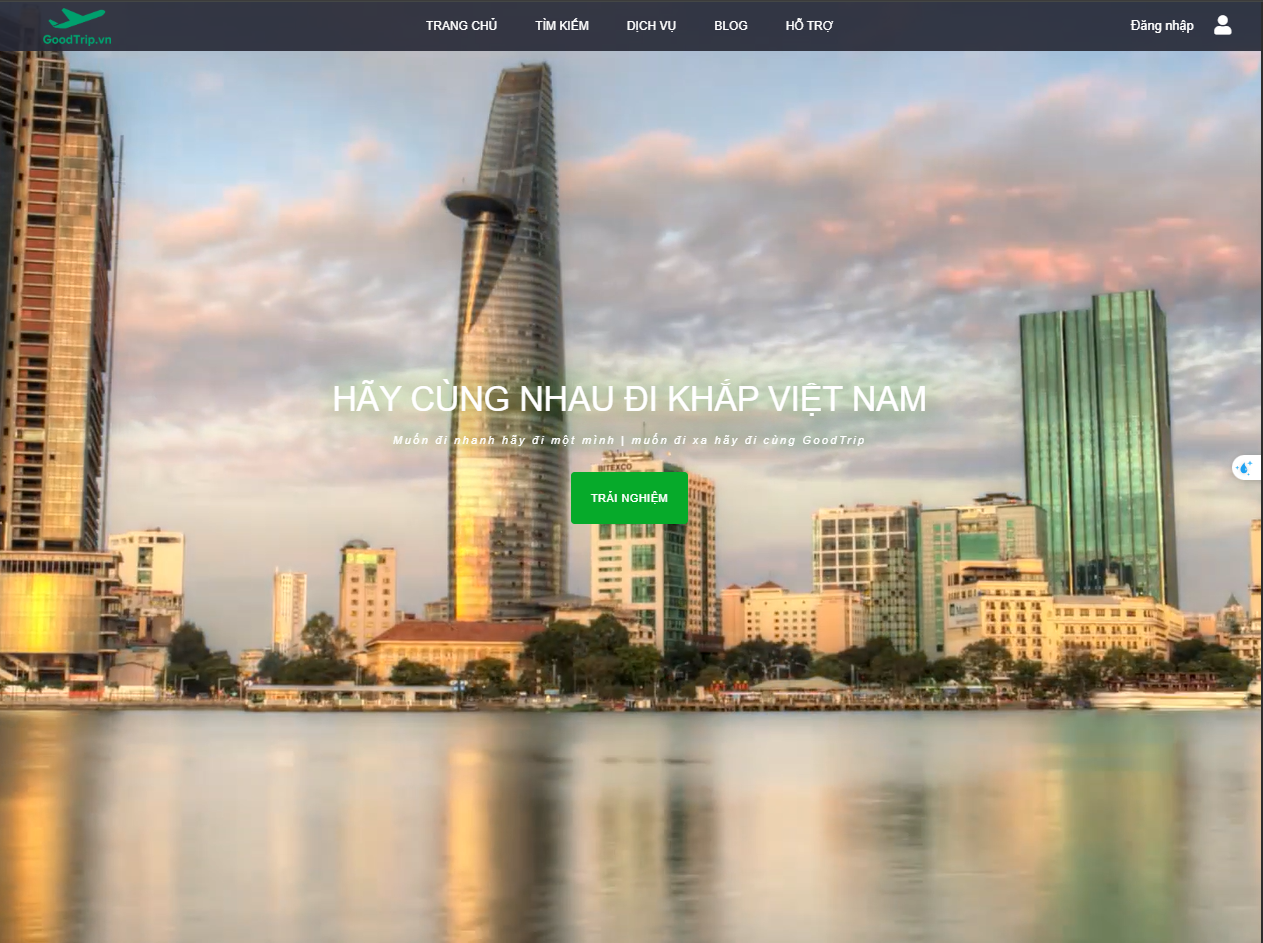 GoodTrip.vn
TRANG CHỦ TÌM KIẾM DỊCH VỤ BLOG HỖ TRỢ Đăng nhập
HÃY CÙNG NHAU ĐI KHẮP VIỆT NAM
Muốn đi nhanh hãy đi một mình | muốn đi xa hãy đi cùng GoodTrip
BITEXCO
TRẢI NGHIỆM